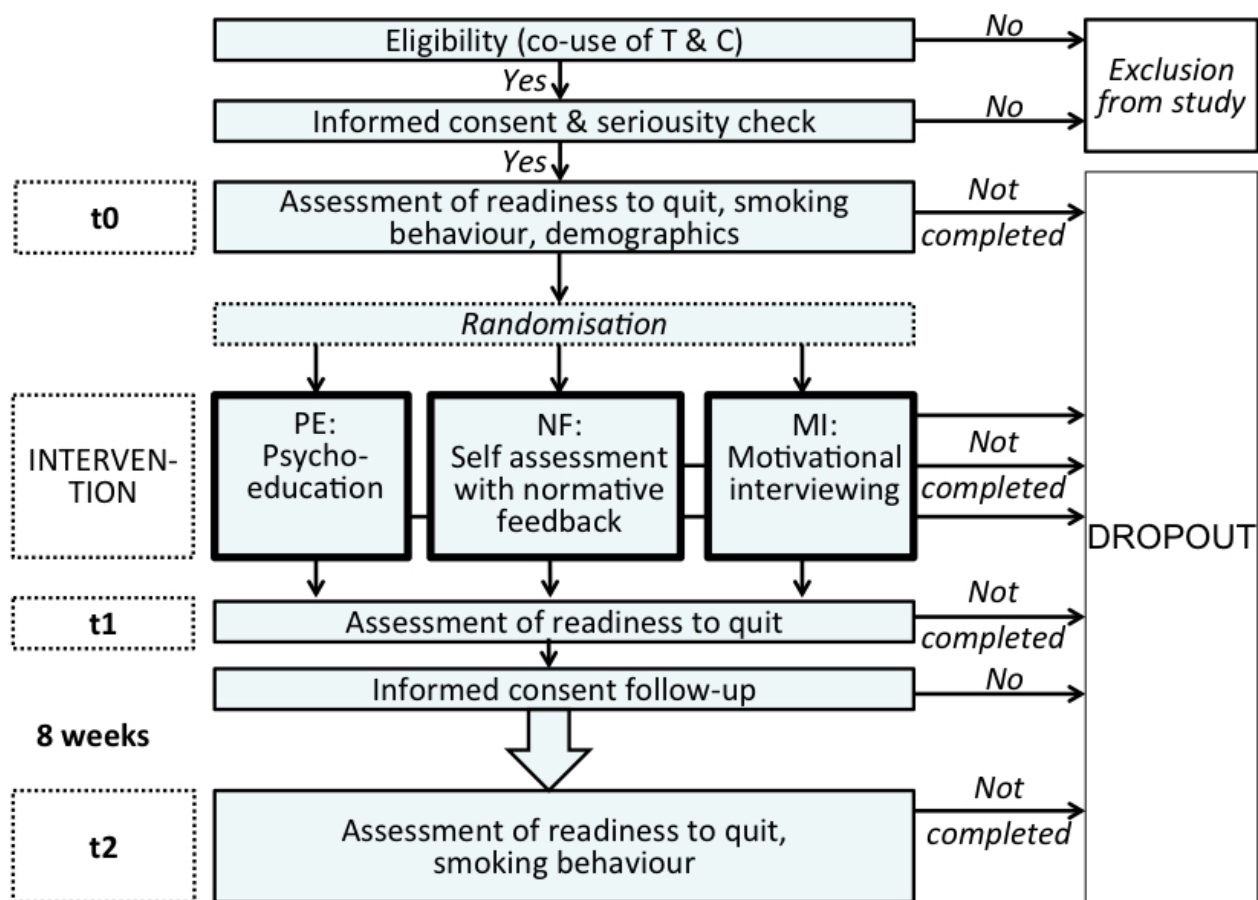 Eligibility (co-use of T & C)
No
Exclusion
from study
Yes
Informed consent & seriousity check
No
Yes
t0
Assessment of readiness to quit, smoking
behaviour, demographics
Not
completed
Randomisation
INTERVEN-
TION
PE:
Psycho-
education
NF:
Self assessment
with normative
feedback
MI:
Motivational
interviewing
Not
completed
DROPOUT
t1
Assessment of readiness to quit
Not
completed
Informed consent follow-up
No
8 weeks
t2
Assessment of readiness to quit,
smoking behaviour
Not
completed